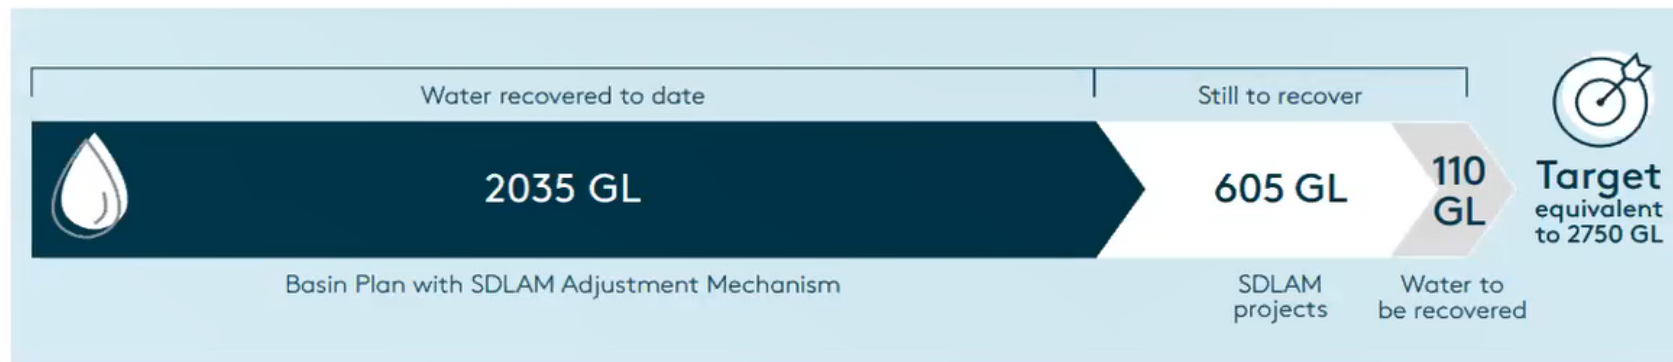 Water recovered to date
Still to recover
2035 GL
605 GL
110
GL
Target
equivalent
to 2750 GL
Basin Plan with SDLAM Adjustment Mechanism
SDLAM
projects
Water to
be recovered